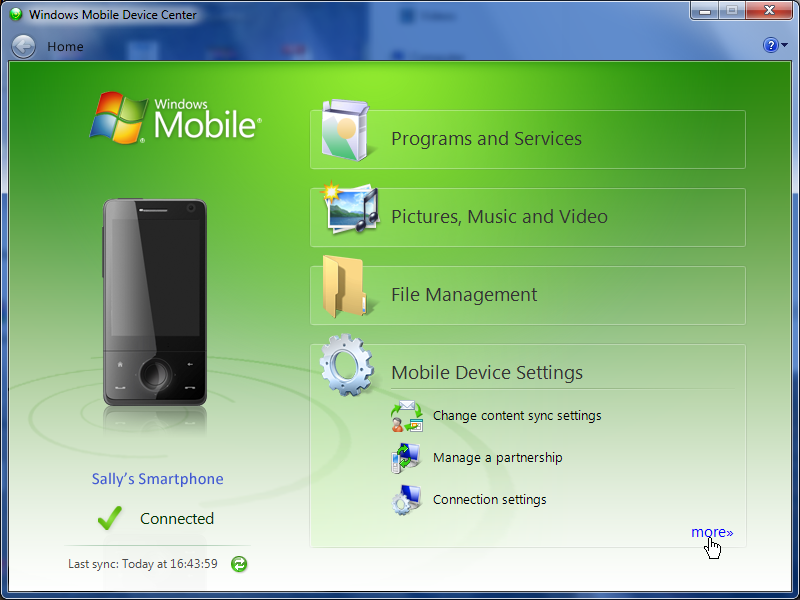 Windows Mobile Device Center
Home
Windows
Mobile®
Programs and Services
Pictures, Music and Video
File Management
Mobile Device Settings
Change content sync settings
Manage a partnership
Connection settings
more»
Sally's Smartphone
Connected
Last sync: Today at 16:43:59